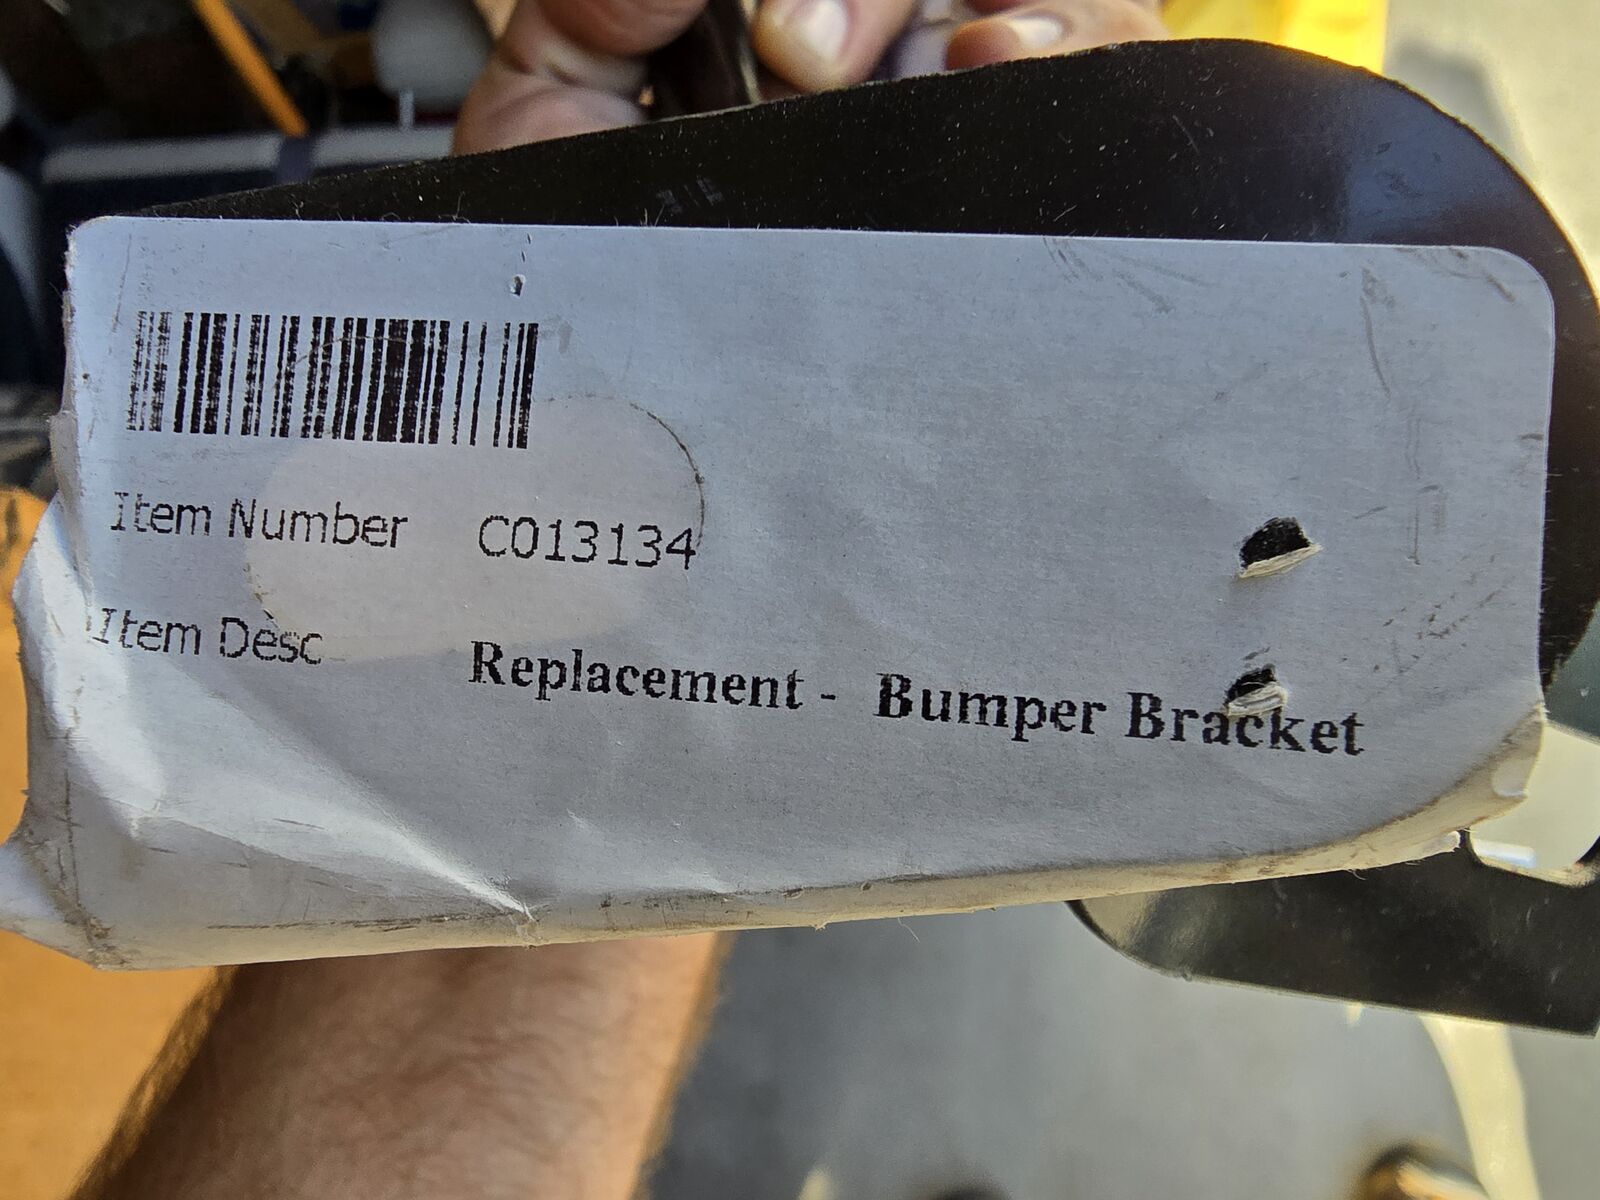 Item Number C013134
Item Desc Replacement - Bumper Bracket